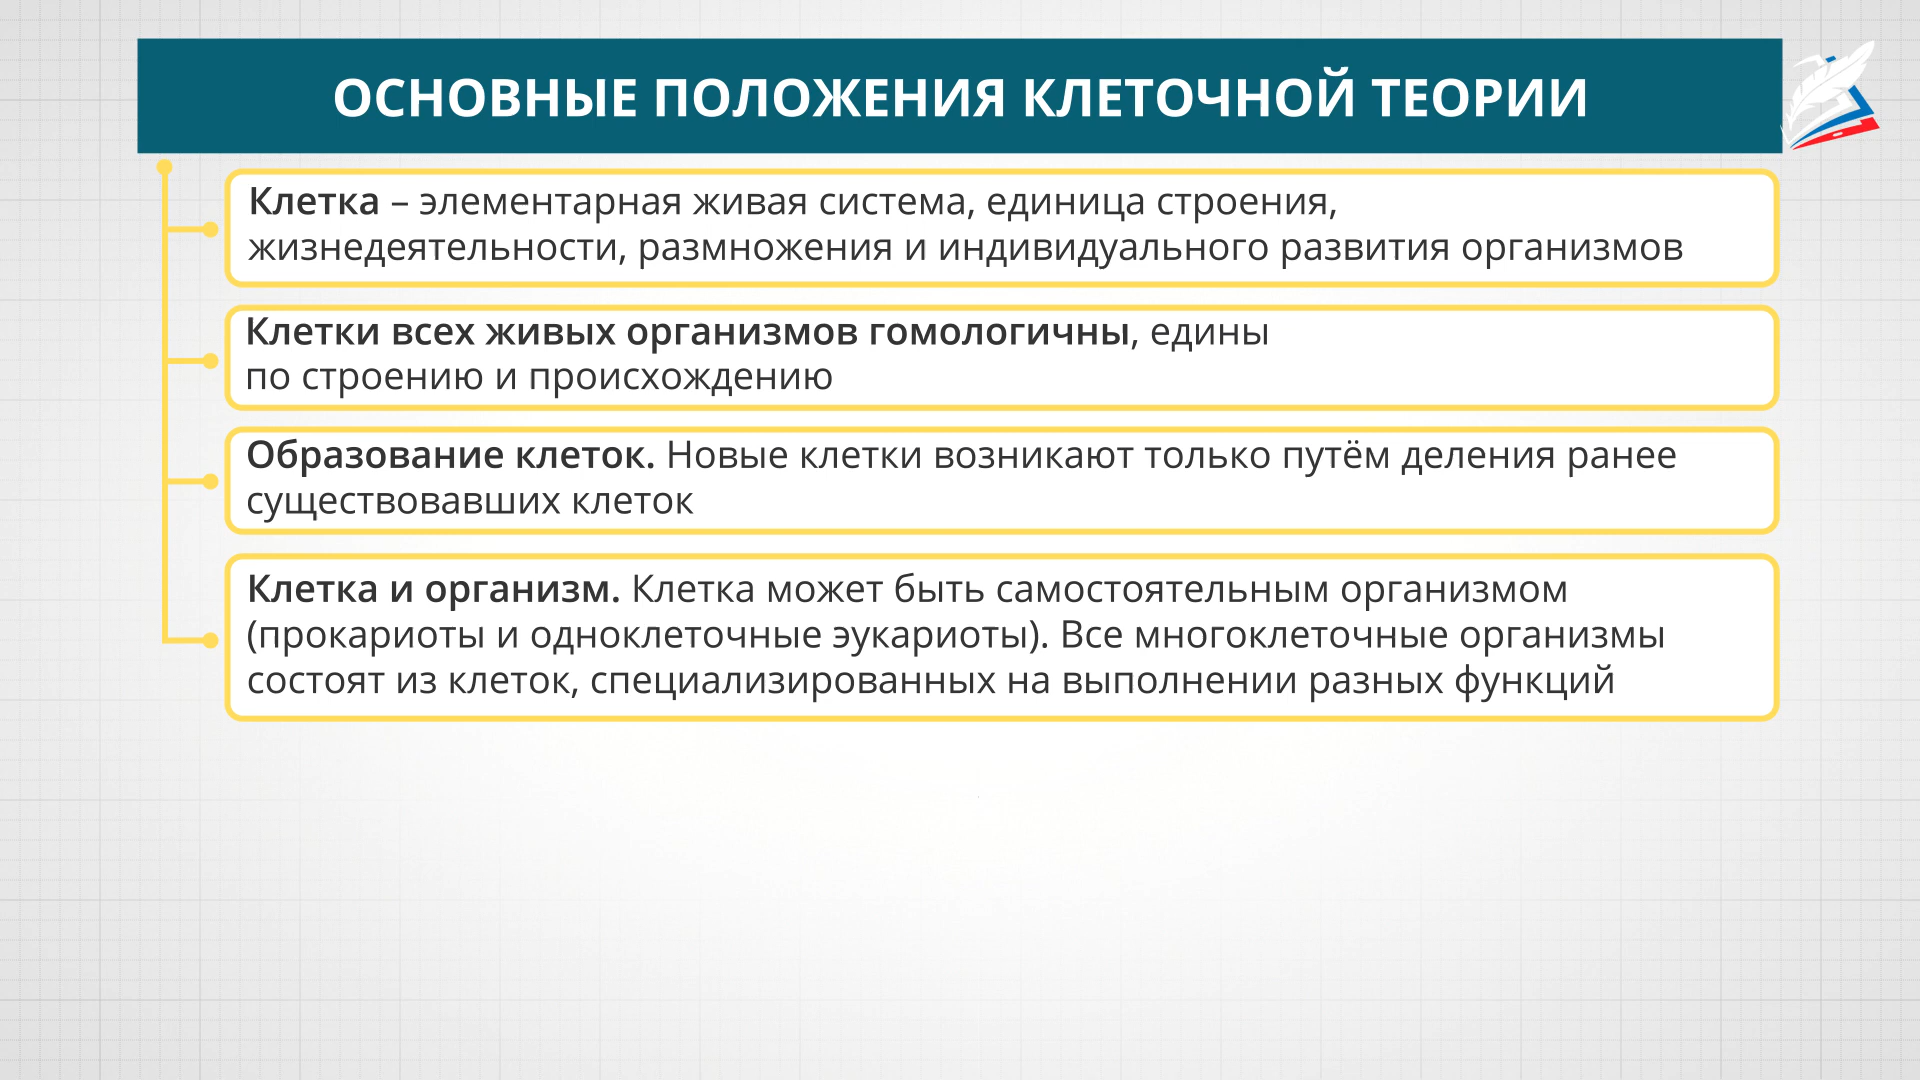 ОСНОВНЫЕ ПОЛОЖЕНИЯ КЛЕТОЧНОЙ ТЕОРИИ
Клетка – элементарная живая система, единица строения,
жизнедеятельности, размножения и индивидуального развития организмов
Клетки всех живых организмов гомологичны, едины
по строению и происхождению
Образование клеток. Новые клетки возникают только путём деления ранее
существовавших клеток
Клетка и организм. Клетка может быть самостоятельным организмом
(прокариоты и одноклеточные эукариоты). Все многоклеточные организмы
состоят из клеток, специализированных на выполнении разных функций